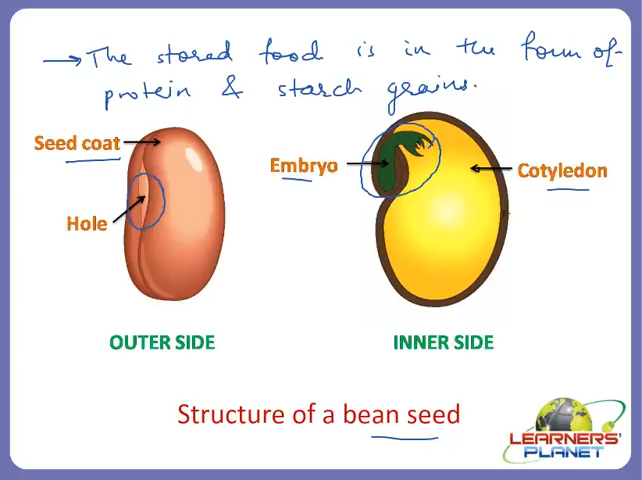 → The stored food is in the form of
protein & starch grains.
Seed coat
Embryo
Cotyledon
Hole
OUTER SIDE
INNER SIDE
Structure of a bean seed
LEARNERS'
PLANET